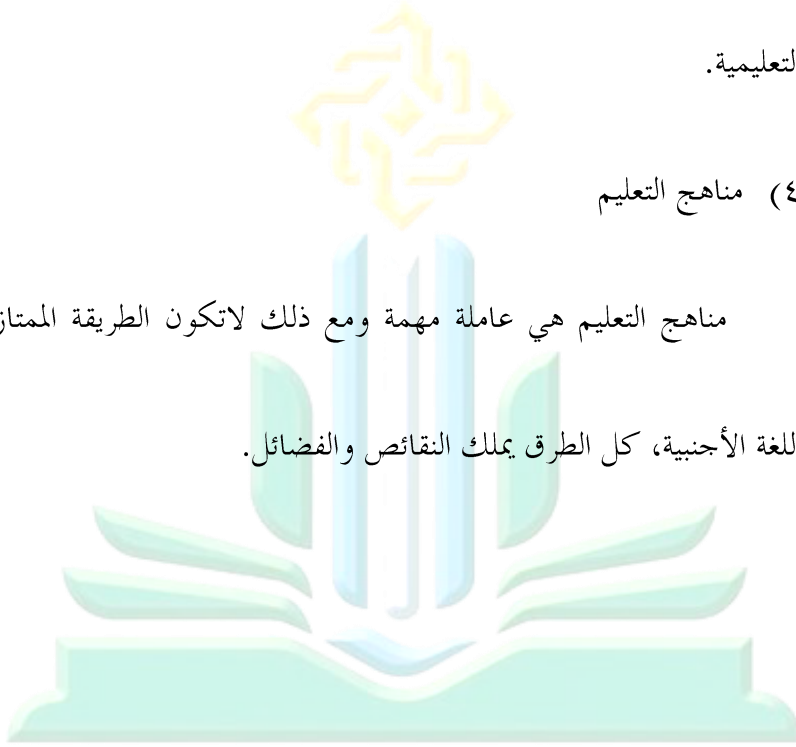 لتعليمية.
٤) مناهج التعليم
مناهج التعليم هي عاملة مهمة ومع ذلك لاتكون الطريقة الممتاز
للغة الأجنبية، كل الطرق يملك النقائص والفضائل.